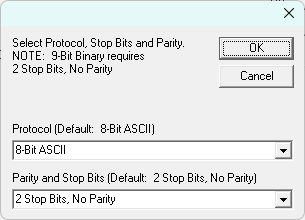 Select Protocol, Stop Bits and Parity.
NOTE:  9-Bit Binary requires
2 Stop Bits, No Parity
OK
Cancel
Protocol (Default:  8-Bit ASCII)
8-Bit ASCII
Parity and Stop Bits (Default:  2 Stop Bits, No Parity)
2 Stop Bits, No Parity